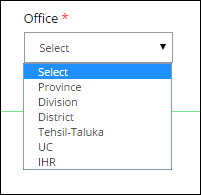 Office *
Select
Select
Province
Division
District
Tehsil-Taluka
UC
IHR